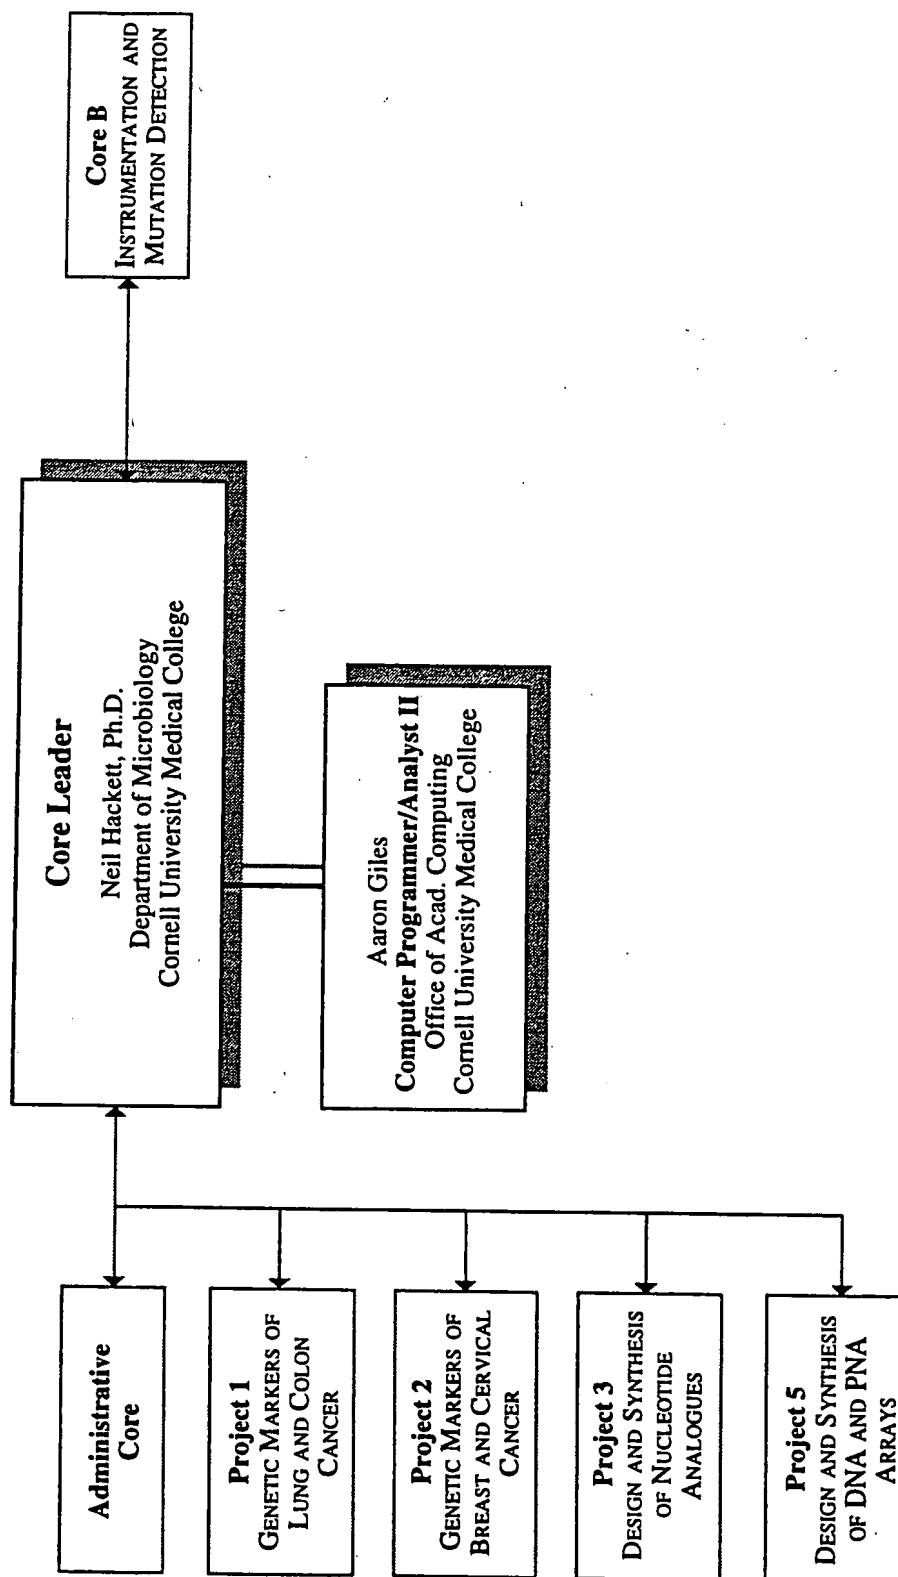 Core Leader
Neil Hackett, Ph.D.
Department of Microbiology
Cornell University Medical College
Aaron Giles
Computer Programmer/Analyst II
Office of Acad. Computing
Cornell University Medical College
Core B
INSTRUMENTATION AND
MUTATION DETECTION
Administrative
Core
Project 1
GENETIC MARKERS OF
LUNG AND COLON
CANCER
Project 2
GENETIC MARKERS OF
BREAST AND CERVICAL
CANCER
Project 3
DESIGN AND SYNTHESIS
OF NUCLEOTIDE
ANALOGUES
Project 5
DESIGN AND SYNTHESIS
OF DNA AND PNA
ARRAYS